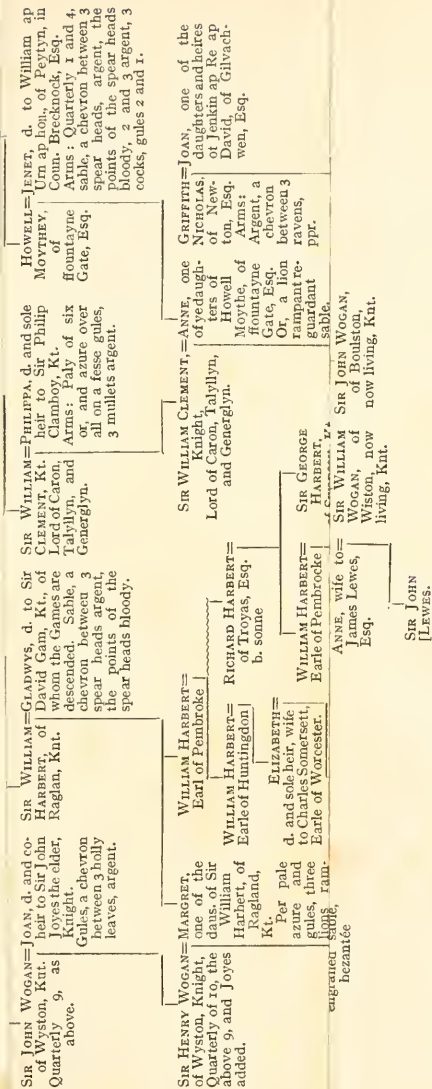 SIR JOHN WOGAN=JOAN, d. and co-
of Wyston, Knt.
Quarterly 9, as
above.
heir to Sir John
Joyes the elder,
Knight.
Gules, a chevron
between 3 holly
leaves, argent.
SIR WILLIAM=GLADWYS, d. to Sir
HARBERT, of
Raglan, Knt.
David Gam, Kt., of
whom the Games are
descended. Sable, a
chevron between 3
spear heads argent,
the points of the
spear heads bloody.
SIR WILLIAM=PHILIPPA, d. and sole
CLEMENT, Kt.
Lord of Caron,
Talyllyn, and
Generglyn.
heir to Sir Philip
Clamboy, Kt.
Arms: Paly of six
or, and azure over
all on a fesse gules,
3 mullets argent.
HOWELL=JENET, d. to William ap
MOYTHEY,
of
ffountayne
Gate, Esq.
Urn ap hou., of Peytyn, in
Coun. Brecknock, Esq.
Arms: Quarterly 1 and 4,
sable, a chevron between 3
spear heads, argent, the
points of the spear heads
bloody, 2 and 3 argent, 3
cocks, gules 2 and 1.
SIR HENRY WOGAN=MARGRET,
of Wyston, Knight,
Quarterly of 10, the
above 9, and Joyes
added.
one of the
daus. of Sir
William
Harbert, of
Ragland,
Kt.
Per pale
azure and
gules, three
lions ram-
engrailed sable,
bezantée
WILLIAM HARBERT=
Earl of Pembroke
WILLIAM HARBERT=
Earle of Huntingdon
ELIZABETH=
d. and sole heir, wife
to Charles Somersett,
Earle of Worcester.
RICHARD HARBERT=
of Troyas, Esq.
b. sonne
WILLIAM HARBERT=
Earle of Pembrocke
SIR GEORGE
HARBERT,
SIR WILLIAM CLEMENT,=ANNE, one
Knight,
Lord of Caron, Talyllyn,
and Generglyn.
of ye daugh-
ters of
Howell
Moythe, of
ffountayne
Gate, Esq.
Or, a lion
rampant re-
guardant
sable.
GRIFFITH=JOAN, one of the
NICHOLAS,
of New-
ton, Esq.
Arms:
Argent, a
chevron
between 3
ravens,
ppr.
daughters and heires
of Jenkin ap Re ap
David, of Gilvach-
wen, Esq.
ANNE, wife to=
James Lewes,
Esq.
SIR JOHN
[LEWES.
SIR WILLIAM
WOGAN, of
Wiston, now
living, Knt.
SIR JOHN WOGAN,
of Boulston,
now living, Knt.